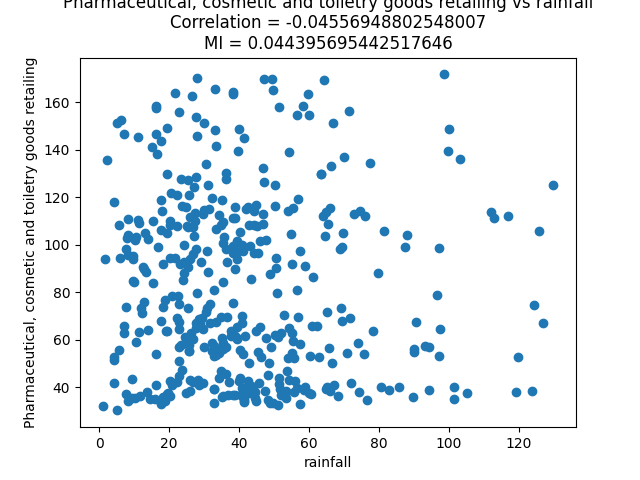 Pharmaceutical, cosmetic and toiletry goods retailing vs rainfall
Correlation = -0.04556948802548007
MI = 0.044395695442517646
Pharmaceutical, cosmetic and toiletry goods retailing
160
140
120
100
80
60
40
0 20 40 60 80 100 120
rainfall